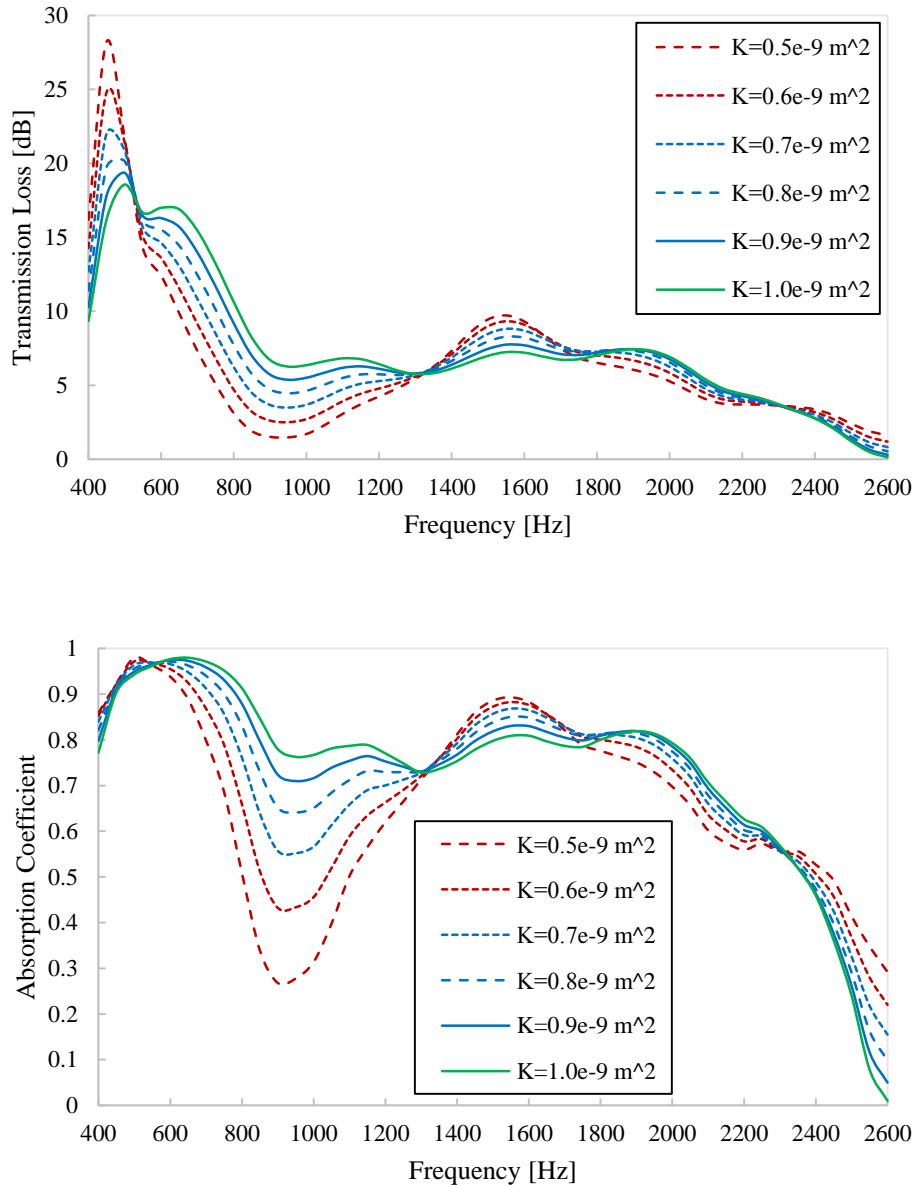 30
25
20
15
10
5
0
Transmission Loss [dB]
K=0.5e-9 m^2
K=0.6e-9 m^2
K=0.7e-9 m^2
K=0.8e-9 m^2
K=0.9e-9 m^2
K=1.0e-9 m^2
400 600 800 1000 1200 1400 1600 1800 2000 2200 2400 2600
Frequency [Hz]
1
0.9
0.8
0.7
0.6
0.5
0.4
0.3
0.2
0.1
0
Absorption Coefficient
K=0.5e-9 m^2
K=0.6e-9 m^2
K=0.7e-9 m^2
K=0.8e-9 m^2
K=0.9e-9 m^2
K=1.0e-9 m^2
400 600 800 1000 1200 1400 1600 1800 2000 2200 2400 2600
Frequency [Hz]